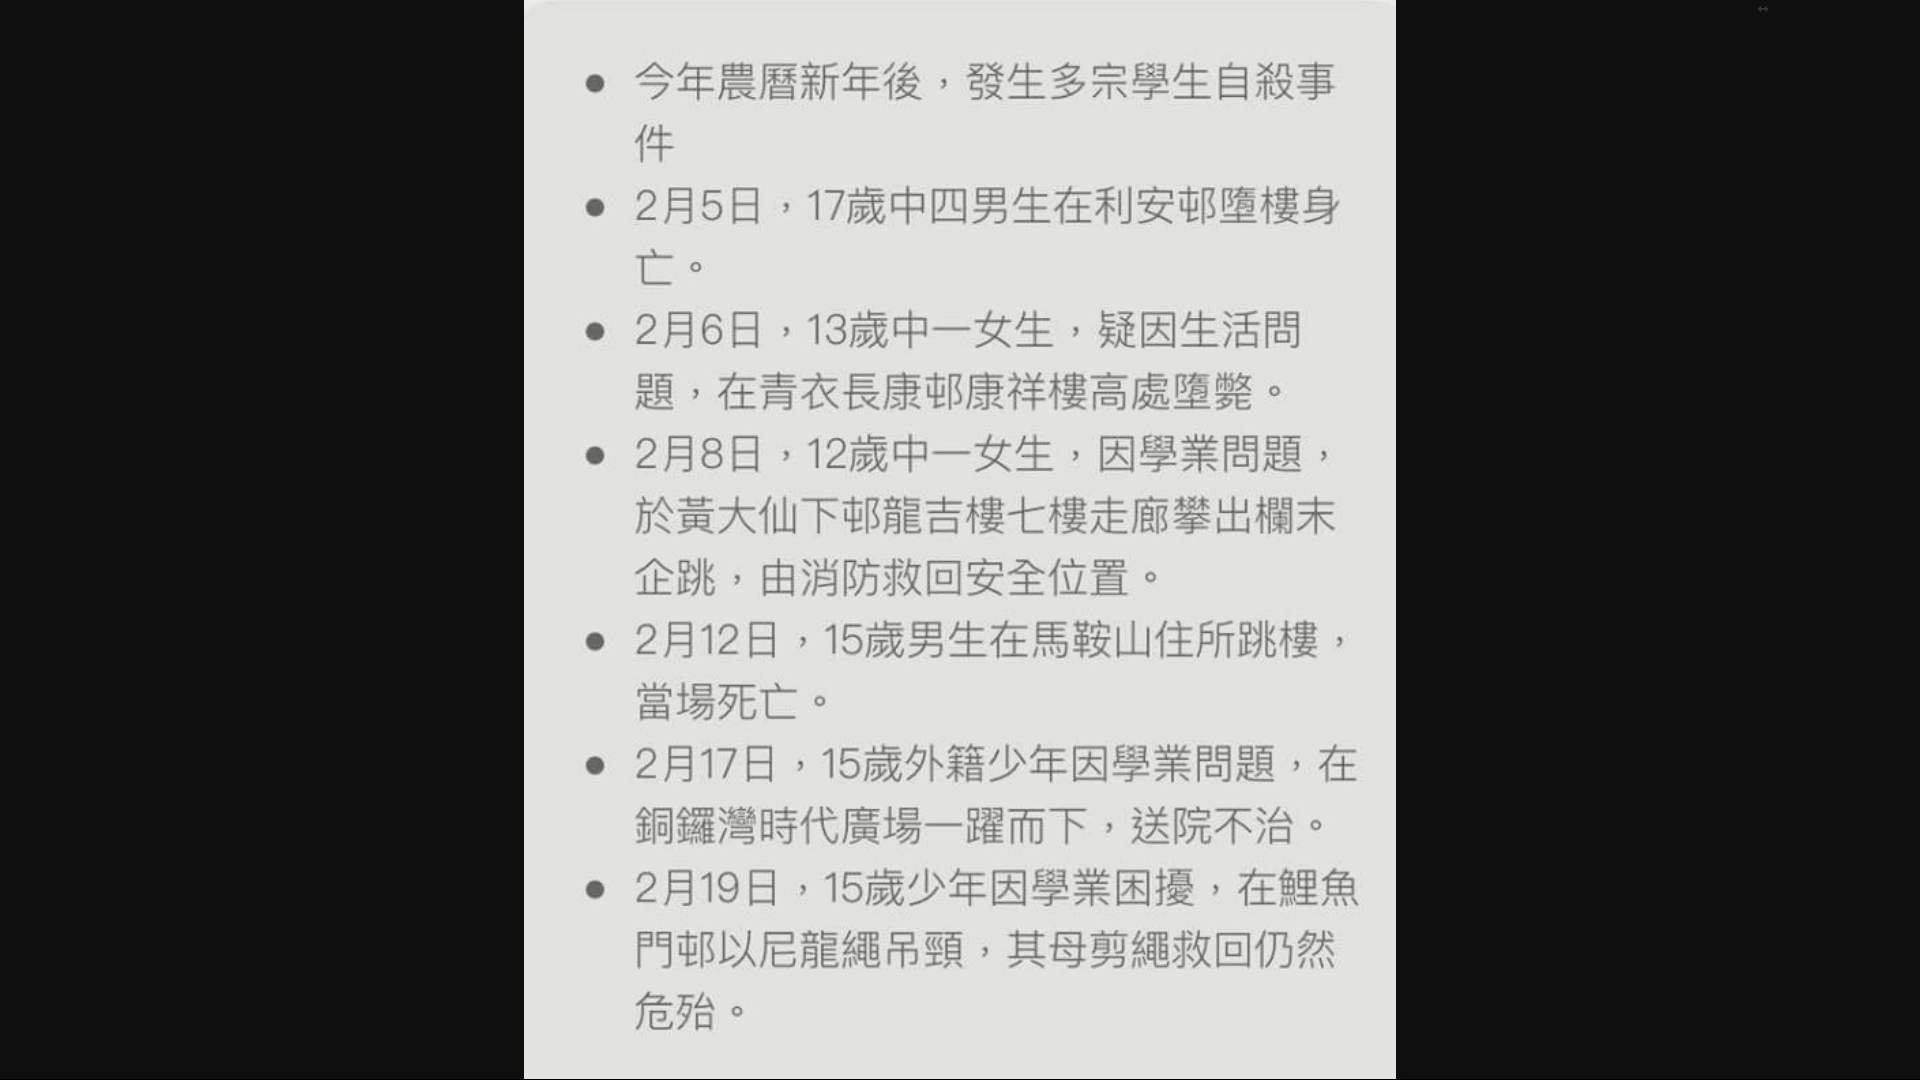 今年農曆新年後，發生多宗學生自殺事
件
2月5日，17歲中四男生在利安邨墮樓身
亡。
2月6日，13歲中一女生，疑因生活問
題，在青衣長康邨康祥樓高處墮斃。
2月8日，12歲中一女生，因學業問題，
於黃大仙下邨龍吉樓七樓走廊攀出欄末
企跳，由消防救回安全位置。
2月12日，15歲男生在馬鞍山住所跳樓，
當場死亡。
2月17日，15歲外籍少年因學業問題，在
銅鑼灣時代廣場一躍而下，送院不治。
2月19日，15歲少年因學業困擾，在鯉魚
門邨以尼龍繩吊頸，其母剪繩救回仍然
危殆。